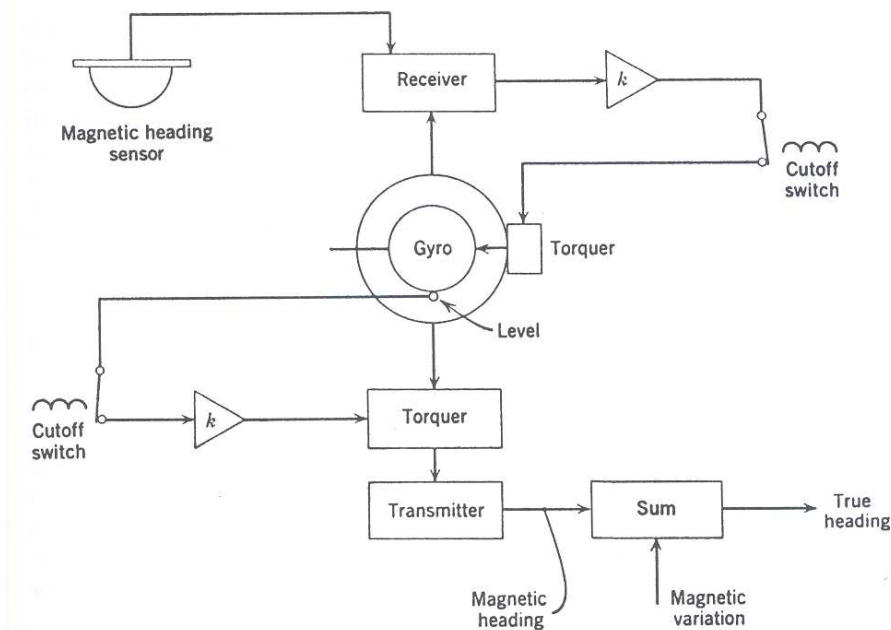 Magnetic heading
sensor
Receiver
k
Cutoff
switch
Gyro
Torquer
Level
Cutoff
switch
k
Torquer
Transmitter
Sum
True
heading
Magnetic
heading
Magnetic
variation